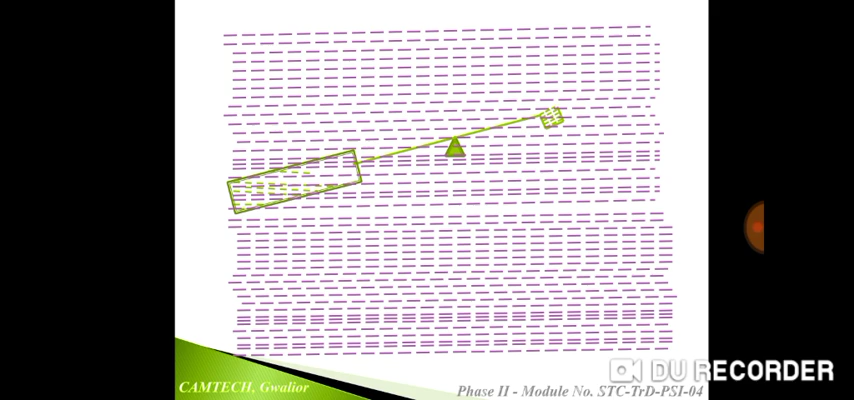 CAMTECH, Gwalior
Phase II - Module No. STC-TrD-PSI-04
DU RECORDER